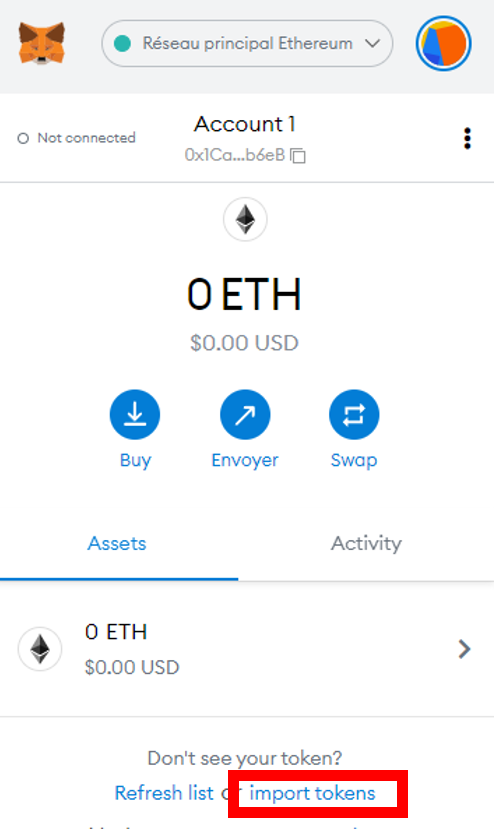 Réseau principal Ethereum
Not connected
Account 1
0x1Ca...b6eB
0 ETH
$0.00 USD
Buy Envoyer Swap
Assets Activity
0 ETH
$0.00 USD
Don't see your token?
Refresh list or import tokens